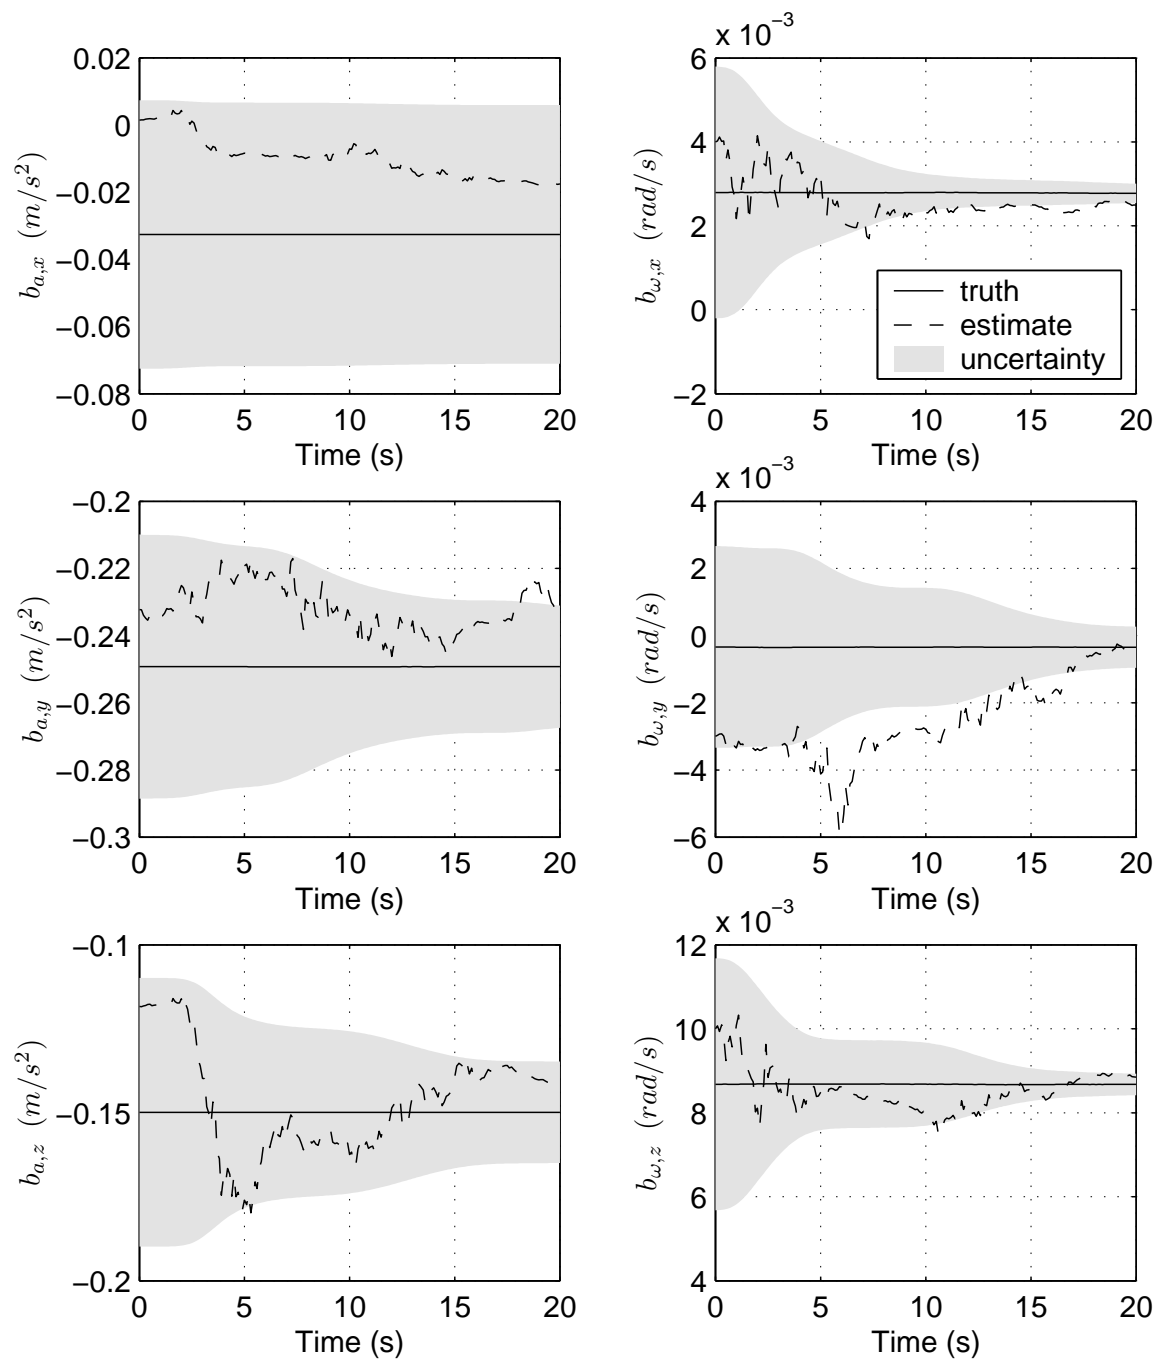 x 10⁻³
0.02
0
−0.02
−0.04
−0.06
−0.08
b_{a,x} (m/s²)
0 5 10 15 20
Time (s)
6
4
2
0
−2
b_{ω,x} (rad/s)
truth
estimate
uncertainty
0 5 10 15 20
Time (s)
−0.2
−0.22
−0.24
−0.26
−0.28
−0.3
b_{a,y} (m/s²)
0 5 10 15 20
Time (s)
x 10⁻³
4
2
0
−2
−4
−6
b_{ω,y} (rad/s)
0 5 10 15 20
Time (s)
−0.1
−0.15
−0.2
b_{a,z} (m/s²)
0 5 10 15 20
Time (s)
x 10⁻³
12
10
8
6
4
b_{ω,z} (rad/s)
0 5 10 15 20
Time (s)